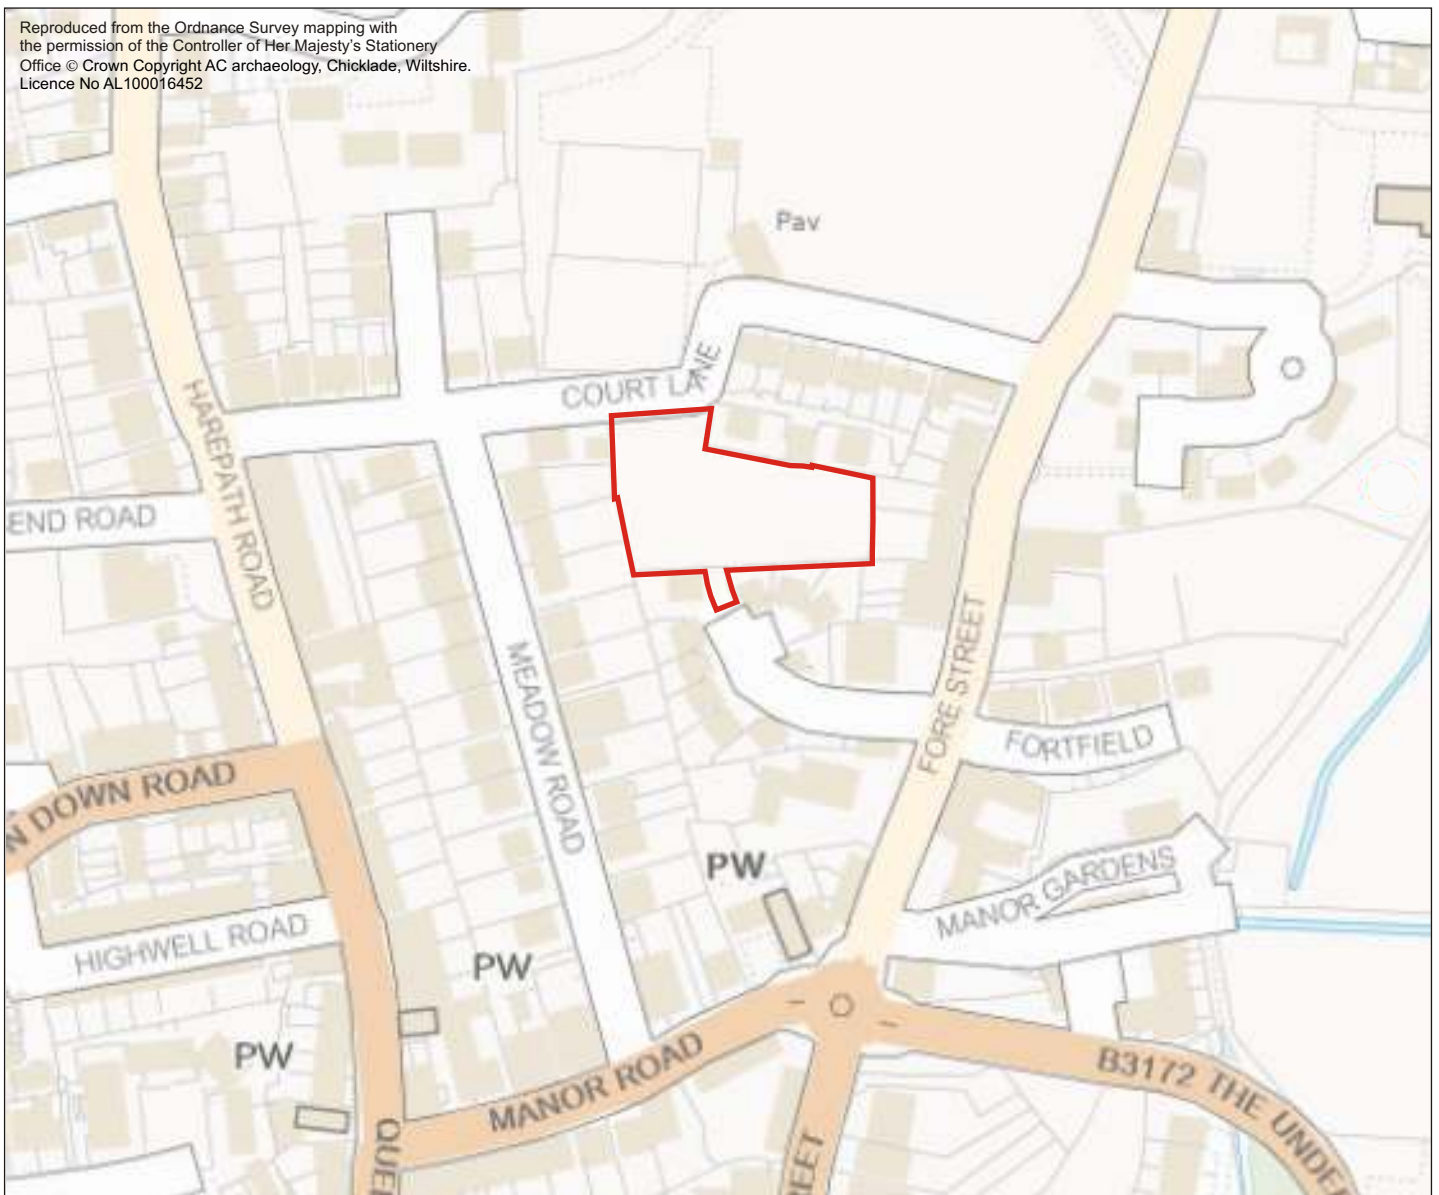 Reproduced from the Ordnance Survey mapping with
the permission of the Controller of Her Majesty's Stationery
Office © Crown Copyright AC archaeology, Chicklade, Wiltshire.
Licence No AL100016452
Pav
COURT LANE
HAREPATH ROAD
END ROAD
MEADOW ROAD
FORE STREET
FORTFIELD
N DOWN ROAD
PW
MANOR GARDENS
HIGHWELL ROAD
PW
PW
MANOR ROAD
B3172 THE UNDE
QUE
REET